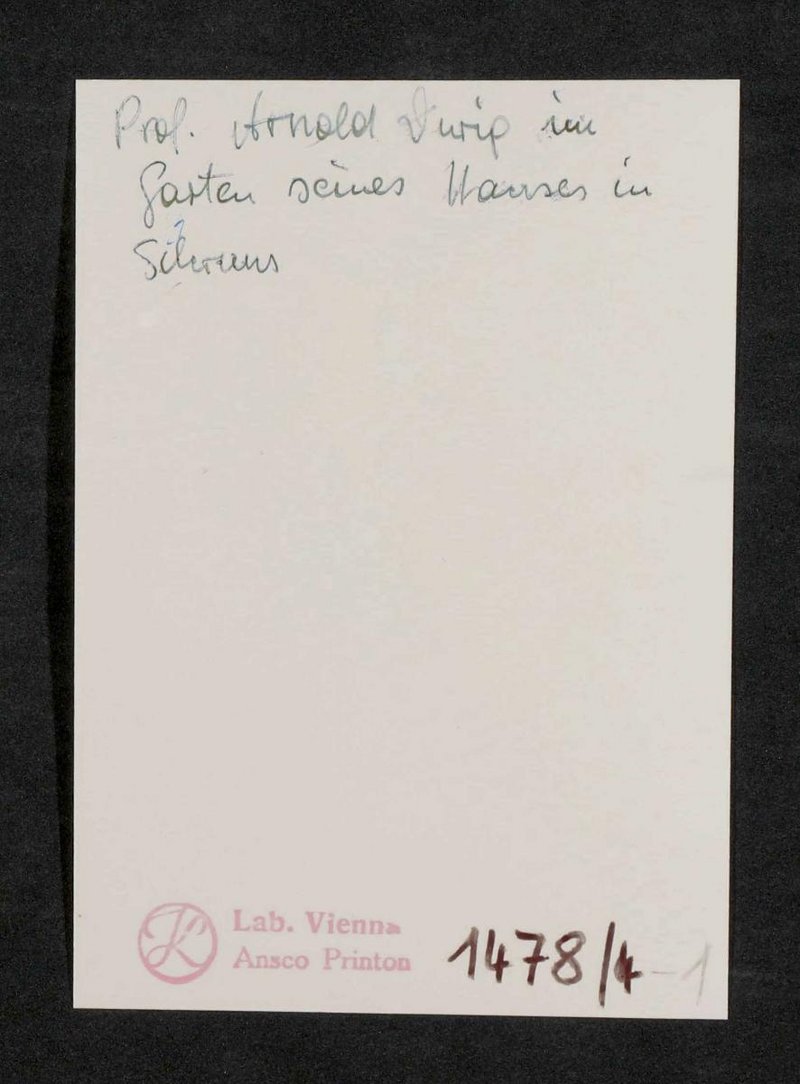 Prof. Arnold Durig im
Garten seines Hauses in
Schruns
Lab. Vienna
Ansco Printon
1478/4-1